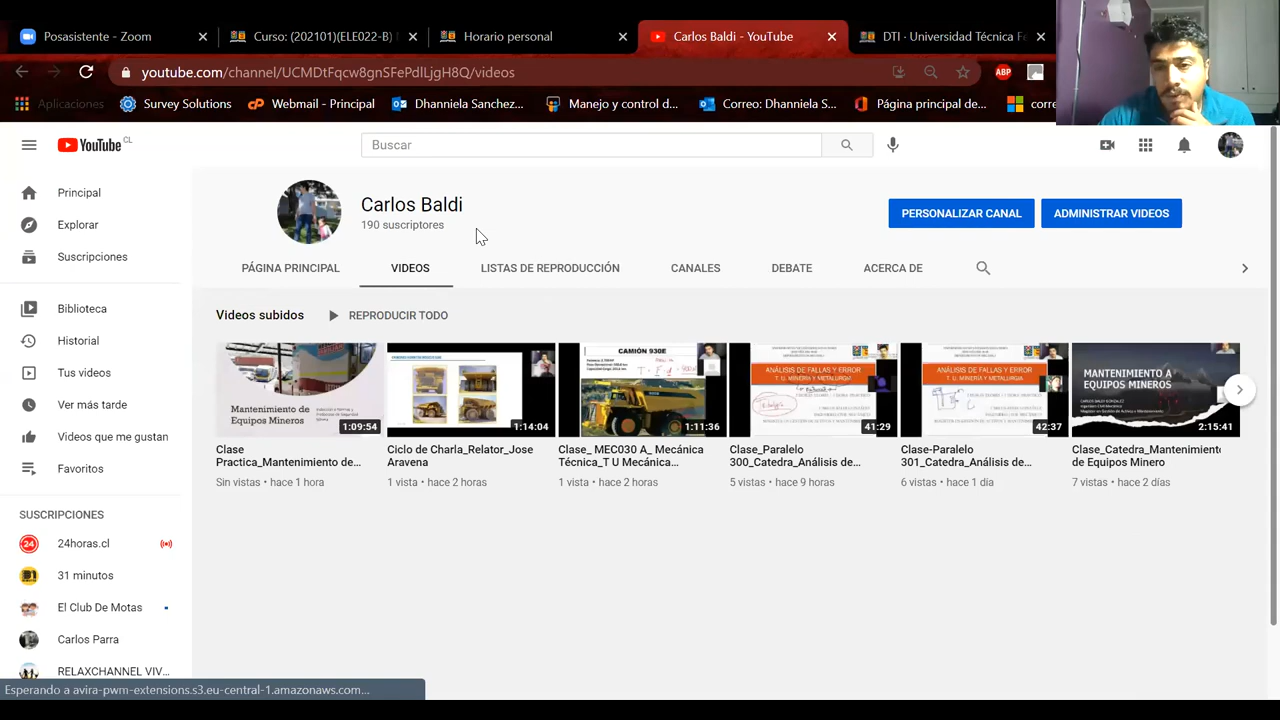 Posasistente - Zoom
Curso: (202101)(ELE022-B) M
Horario personal
Carlos Baldi - YouTube
DTI · Universidad Técnica Fe
youtube.com/channel/UCMDtFqcw8gnSFePdlLjgH8Q/videos
ABP
Aplicaciones
Survey Solutions
Webmail - Principal
Dhanniela Sanchez...
Manejo y control d...
Correo: Dhanniela S...
Página principal de...
corre
YouTube CL
Buscar
Principal
Explorar
Suscripciones
Biblioteca
Historial
Tus videos
Ver más tarde
Videos que me gustan
Favoritos
SUSCRIPCIONES
24
24horas.cl
31 minutos
El Club De Motas
Carlos Parra
RELAXCHANNEL VIV...
Carlos Baldi
190 suscriptores
PERSONALIZAR CANAL
ADMINISTRAR VIDEOS
PÁGINA PRINCIPAL
VIDEOS
LISTAS DE REPRODUCCIÓN
CANALES
DEBATE
ACERCA DE
Videos subidos
REPRODUCIR TODO
Mantenimiento de
Equipos Mineros
1:09:54
Clase
Practica_Mantenimiento de...
Sin vistas • hace 1 hora
1:14:04
Ciclo de Charla_Relator_Jose
Aravena
1 vista • hace 2 horas
CAMIÓN 930E
1:11:36
Clase_ MEC030 A_ Mecánica
Técnica_T U Mecánica...
1 vista • hace 2 horas
ANÁLISIS DE FALLAS Y ERROR
T. U. MINERÍA Y METALURGIA
41:29
Clase_Paralelo
300_Catedra_Análisis de...
5 vistas • hace 9 horas
ANÁLISIS DE FALLAS Y ERROR
T. U. MINERÍA Y METALURGIA
42:37
Clase-Paralelo
301_Catedra_Análisis de...
6 vistas • hace 1 día
MANTENIMIENTO A
EQUIPOS MINEROS
2:15:41
Clase_Catedra_Mantenimiento
de Equipos Minero
7 vistas • hace 2 días
Esperando a avira-pwm-extensions.s3.eu-central-1.amazonaws.com...